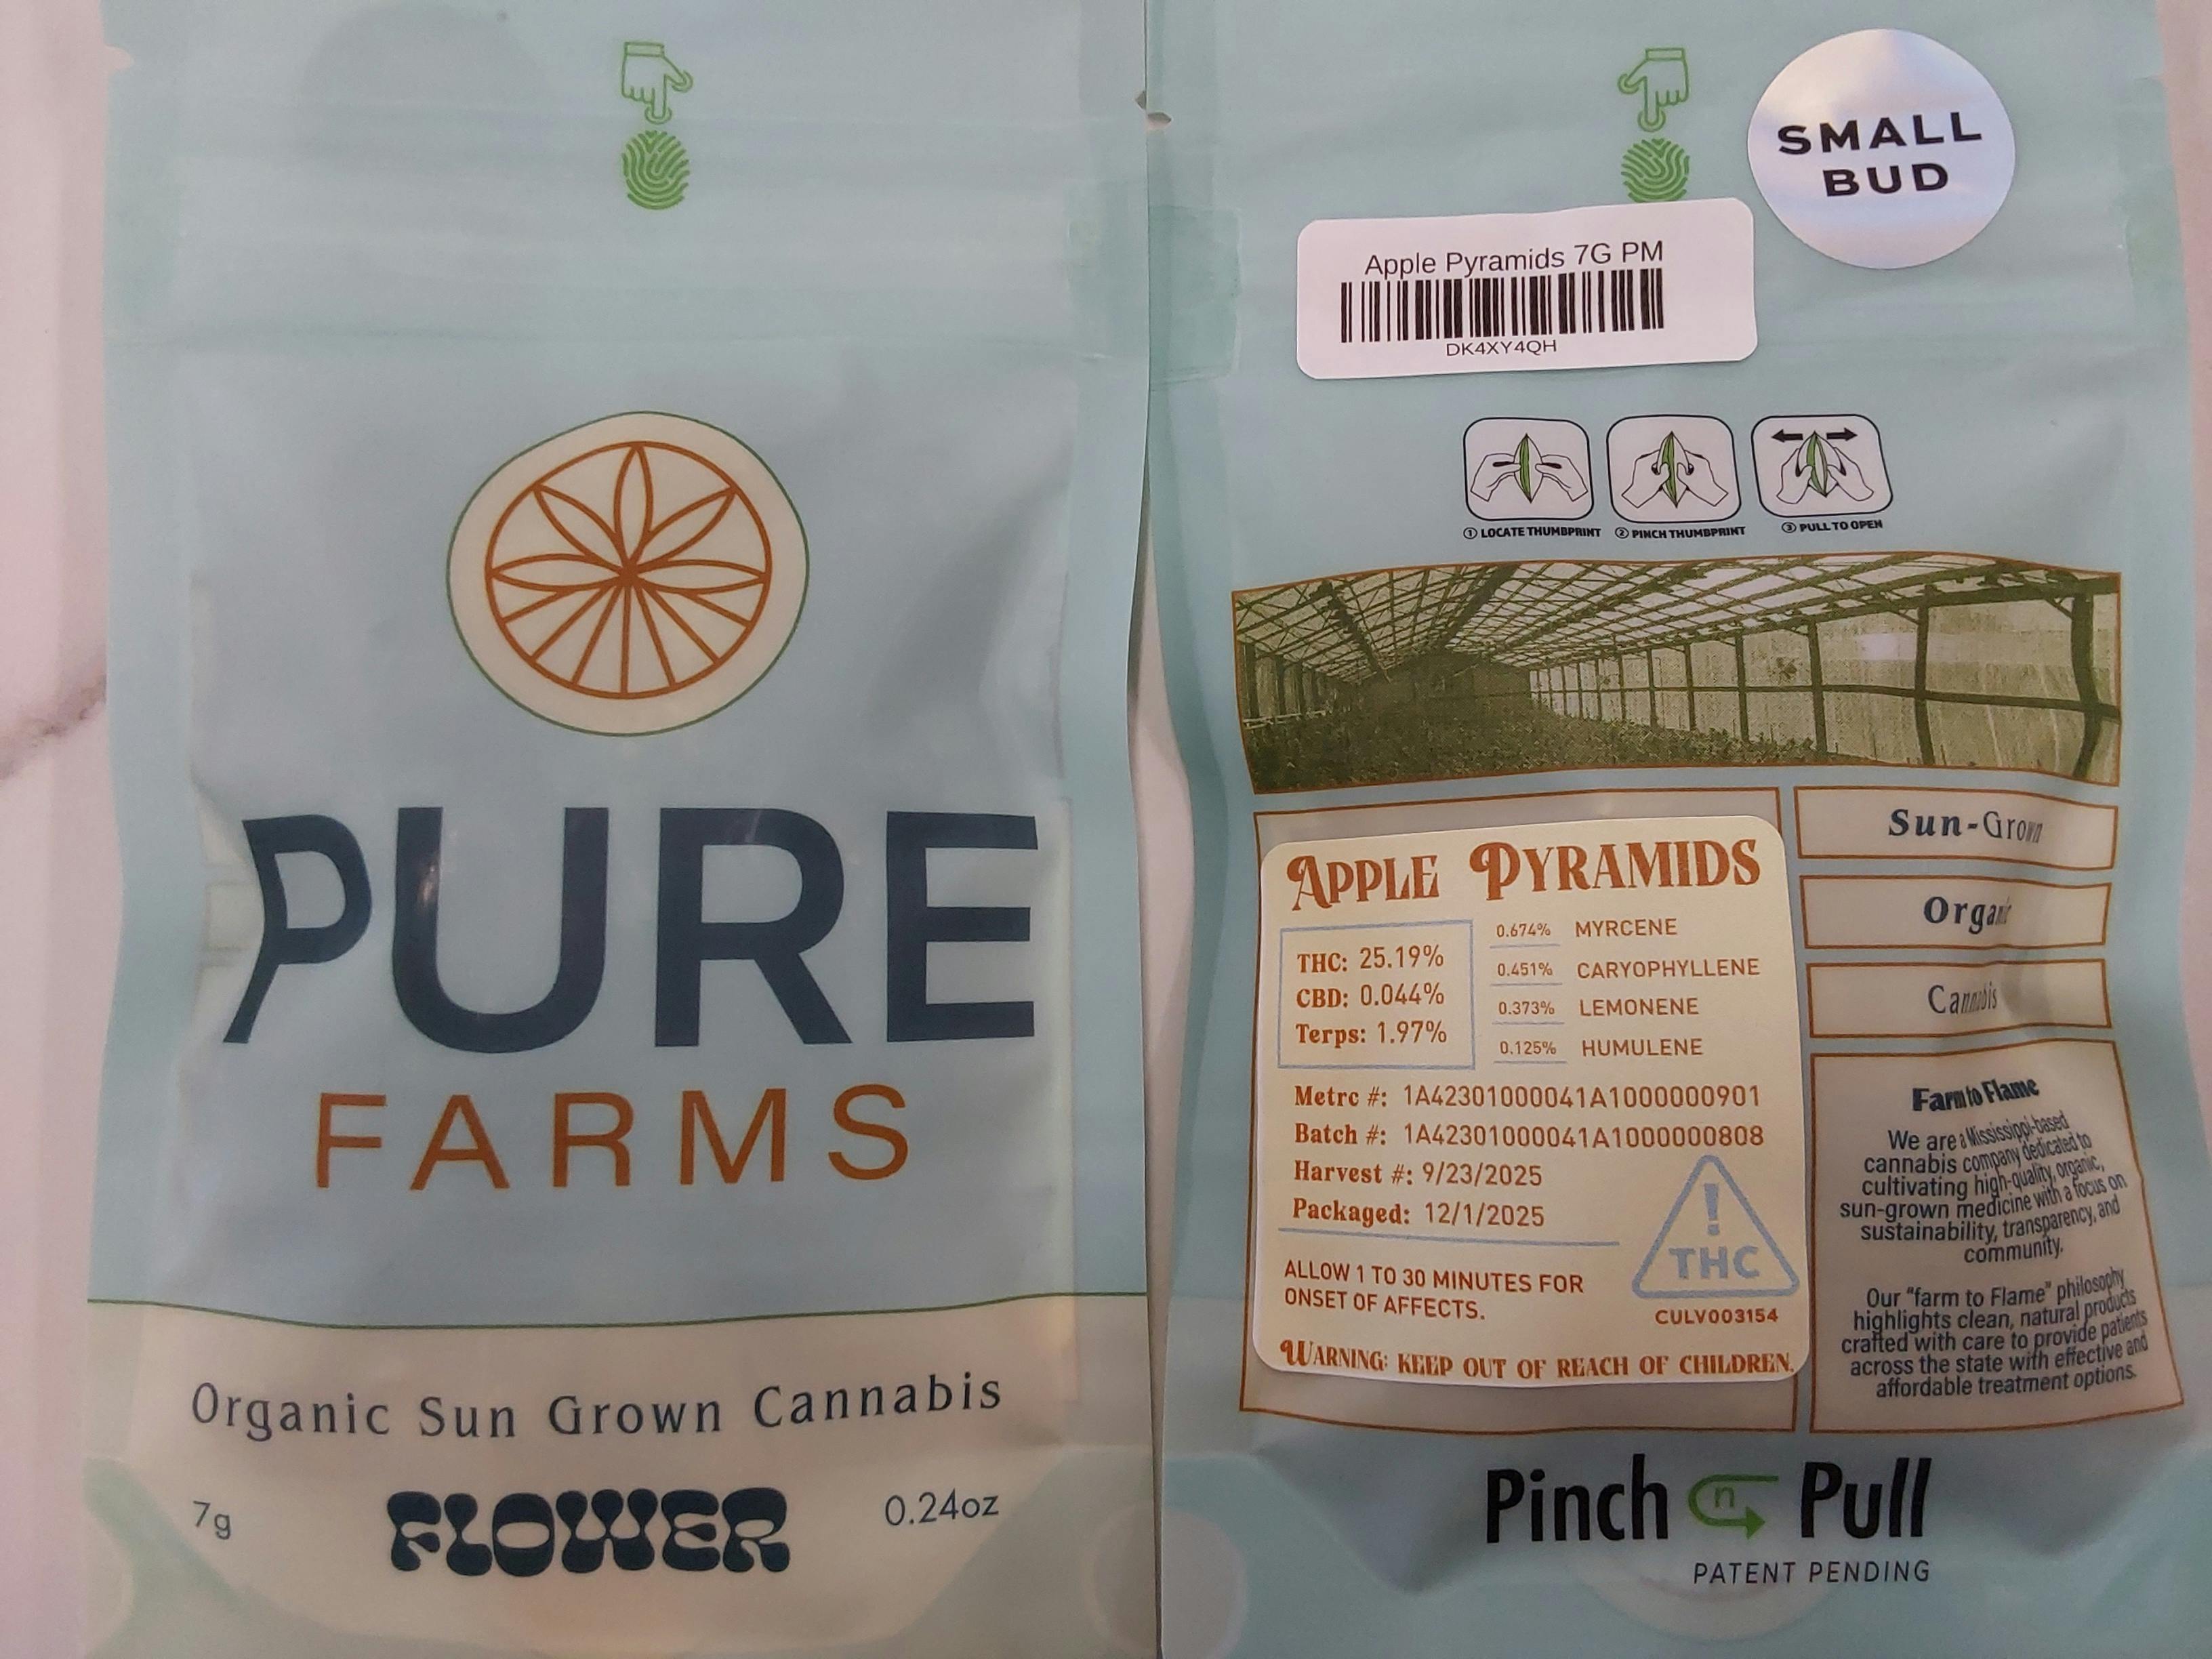 PURE
FARMS
Organic Sun Grown Cannabis
7g
FLOWER
0.24oz
SMALL
BUD
Apple Pyramids 7G PM
DK4XY4QH
① LOCATE THUMBPRINT
② PINCH THUMBPRINT
③ PULL TO OPEN
APPLE PYRAMIDS
THC: 25.19%
CBD: 0.044%
Terps: 1.97%
0.674% MYRCENE
0.451% CARYOPHYLLENE
0.373% LEMONENE
0.125% HUMULENE
Metrc #: 1A42301000041A1000000901
Batch #: 1A42301000041A1000000808
Harvest #: 9/23/2025
Packaged: 12/1/2025
ALLOW 1 TO 30 MINUTES FOR
ONSET OF AFFECTS.
!
THC
CULV003154
WARNING: KEEP OUT OF REACH OF CHILDREN.
Sun-Grown
Organic
Cannabis
Farm to Flame
We are a Mississippi-based
cannabis company dedicated to
cultivating high-quality, organic,
sun-grown medicine with a focus on
sustainability, transparency, and
community.
Our "farm to Flame" philosophy
highlights clean, natural products
crafted with care to provide patients
across the state with effective and
affordable treatment options.
Pinch n Pull
PATENT PENDING